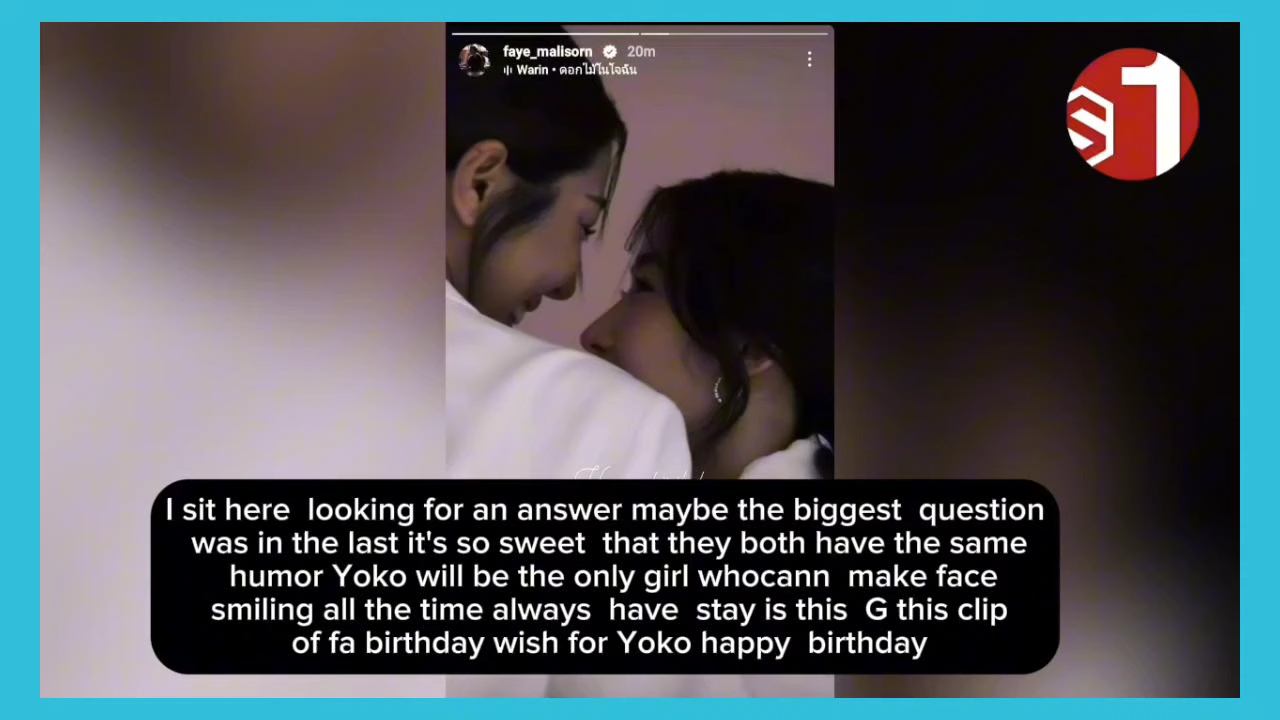 faye_malisorn 20m
Warin • ดอกไม้ในใจฉัน
1
I sit here looking for an answer maybe the biggest question
was in the last it's so sweet that they both have the same
humor Yoko will be the only girl whocann make face
smiling all the time always have stay is this G this clip
of fa birthday wish for Yoko happy birthday